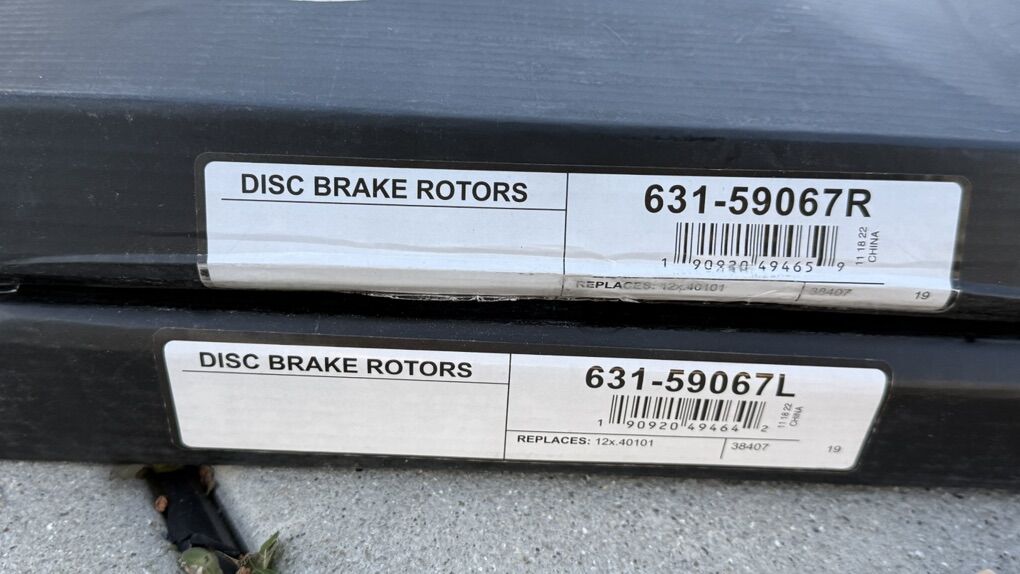 DISC BRAKE ROTORS
631-59067R
1 90920 49465 9
11 18 22
CHINA
REPLACES: 12x.40101
38407
19
DISC BRAKE ROTORS
631-59067L
1 90920 49464 2
11 18 22
CHINA
REPLACES: 12x.40101
38407
19